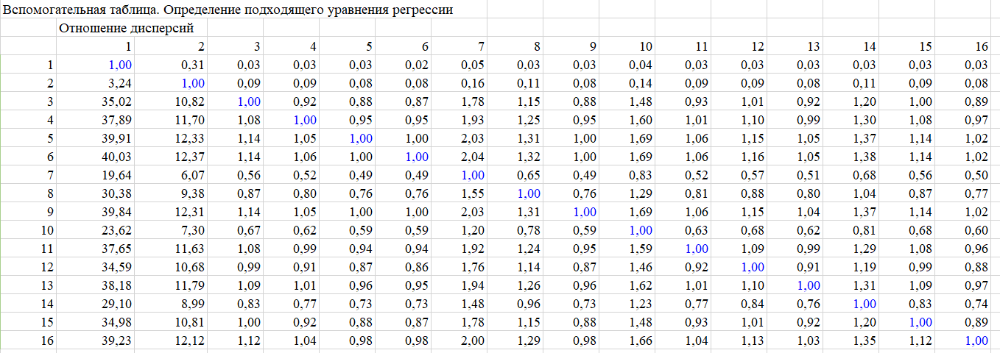 Вспомогательная таблица. Определение подходящего уравнения регрессии
Отношение дисперсий
1 2 3 4 5 6 7 8 9 10 11 12 13 14 15 16
1 1,00 0,31 0,03 0,03 0,03 0,02 0,05 0,03 0,03 0,04 0,03 0,03 0,03 0,03 0,03 0,03
2 3,24 1,00 0,09 0,09 0,08 0,08 0,16 0,11 0,08 0,14 0,09 0,09 0,08 0,11 0,09 0,08
3 35,02 10,82 1,00 0,92 0,88 0,87 1,78 1,15 0,88 1,48 0,93 1,01 0,92 1,20 1,00 0,89
4 37,89 11,70 1,08 1,00 0,95 0,95 1,93 1,25 0,95 1,60 1,01 1,10 0,99 1,30 1,08 0,97
5 39,91 12,33 1,14 1,05 1,00 1,00 2,03 1,31 1,00 1,69 1,06 1,15 1,05 1,37 1,14 1,02
6 40,03 12,37 1,14 1,06 1,00 1,00 2,04 1,32 1,00 1,69 1,06 1,16 1,05 1,38 1,14 1,02
7 19,64 6,07 0,56 0,52 0,49 0,49 1,00 0,65 0,49 0,83 0,52 0,57 0,51 0,68 0,56 0,50
8 30,38 9,38 0,87 0,80 0,76 0,76 1,55 1,00 0,76 1,29 0,81 0,88 0,80 1,04 0,87 0,77
9 39,84 12,31 1,14 1,05 1,00 1,00 2,03 1,31 1,00 1,69 1,06 1,15 1,04 1,37 1,14 1,02
10 23,62 7,30 0,67 0,62 0,59 0,59 1,20 0,78 0,59 1,00 0,63 0,68 0,62 0,81 0,68 0,60
11 37,65 11,63 1,08 0,99 0,94 0,94 1,92 1,24 0,95 1,59 1,00 1,09 0,99 1,29 1,08 0,96
12 34,59 10,68 0,99 0,91 0,87 0,86 1,76 1,14 0,87 1,46 0,92 1,00 0,91 1,19 0,99 0,88
13 38,18 11,79 1,09 1,01 0,96 0,95 1,94 1,26 0,96 1,62 1,01 1,10 1,00 1,31 1,09 0,97
14 29,10 8,99 0,83 0,77 0,73 0,73 1,48 0,96 0,73 1,23 0,77 0,84 0,76 1,00 0,83 0,74
15 34,98 10,81 1,00 0,92 0,88 0,87 1,78 1,15 0,88 1,48 0,93 1,01 0,92 1,20 1,00 0,89
16 39,23 12,12 1,12 1,04 0,98 0,98 2,00 1,29 0,98 1,66 1,04 1,13 1,03 1,35 1,12 1,00